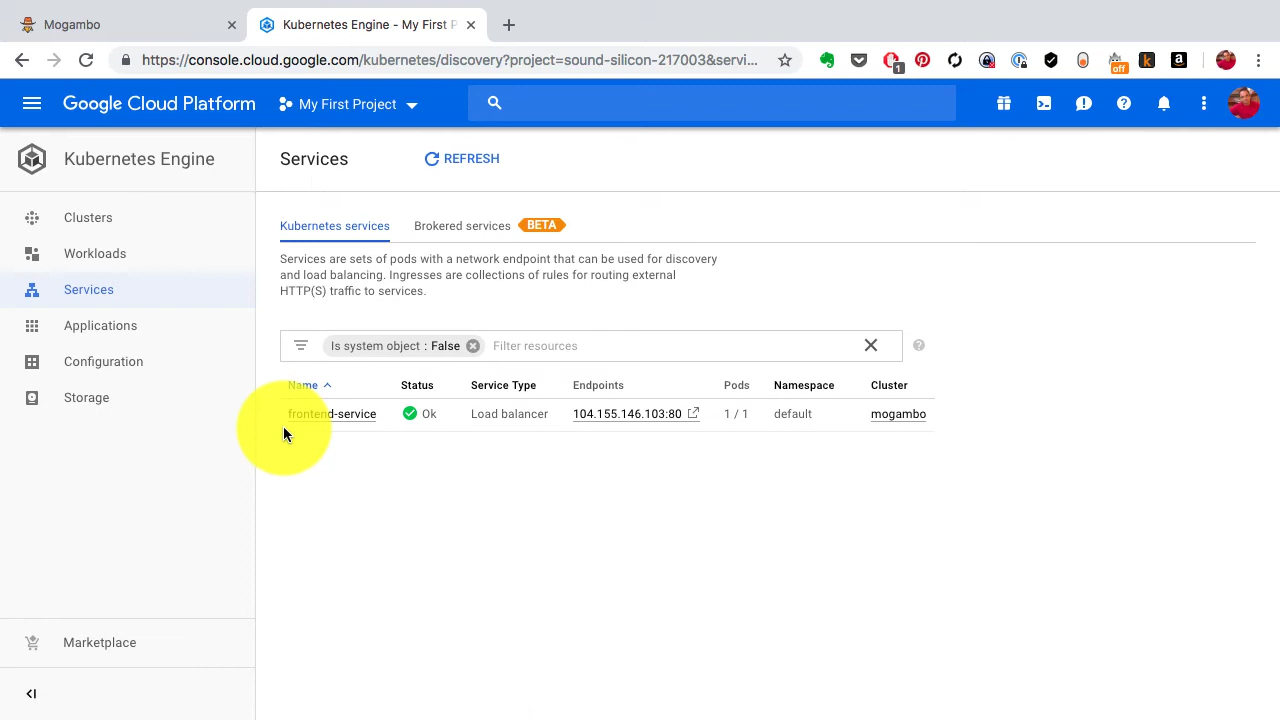 Mogambo
Kubernetes Engine - My First P
https://console.cloud.google.com/kubernetes/discovery?project=sound-silicon-217003&servi...
1
off
k
a
Google Cloud Platform
My First Project
Kubernetes Engine
Services
REFRESH
Clusters
Workloads
Services
Applications
Configuration
Storage
Marketplace
Kubernetes services
Brokered services
BETA
Services are sets of pods with a network endpoint that can be used for discovery
and load balancing. Ingresses are collections of rules for routing external
HTTP(S) traffic to services.
Is system object : False
Filter resources
Name Status Service Type Endpoints Pods Namespace Cluster
frontend-service Ok Load balancer 104.155.146.103:80 1 / 1 default mogambo